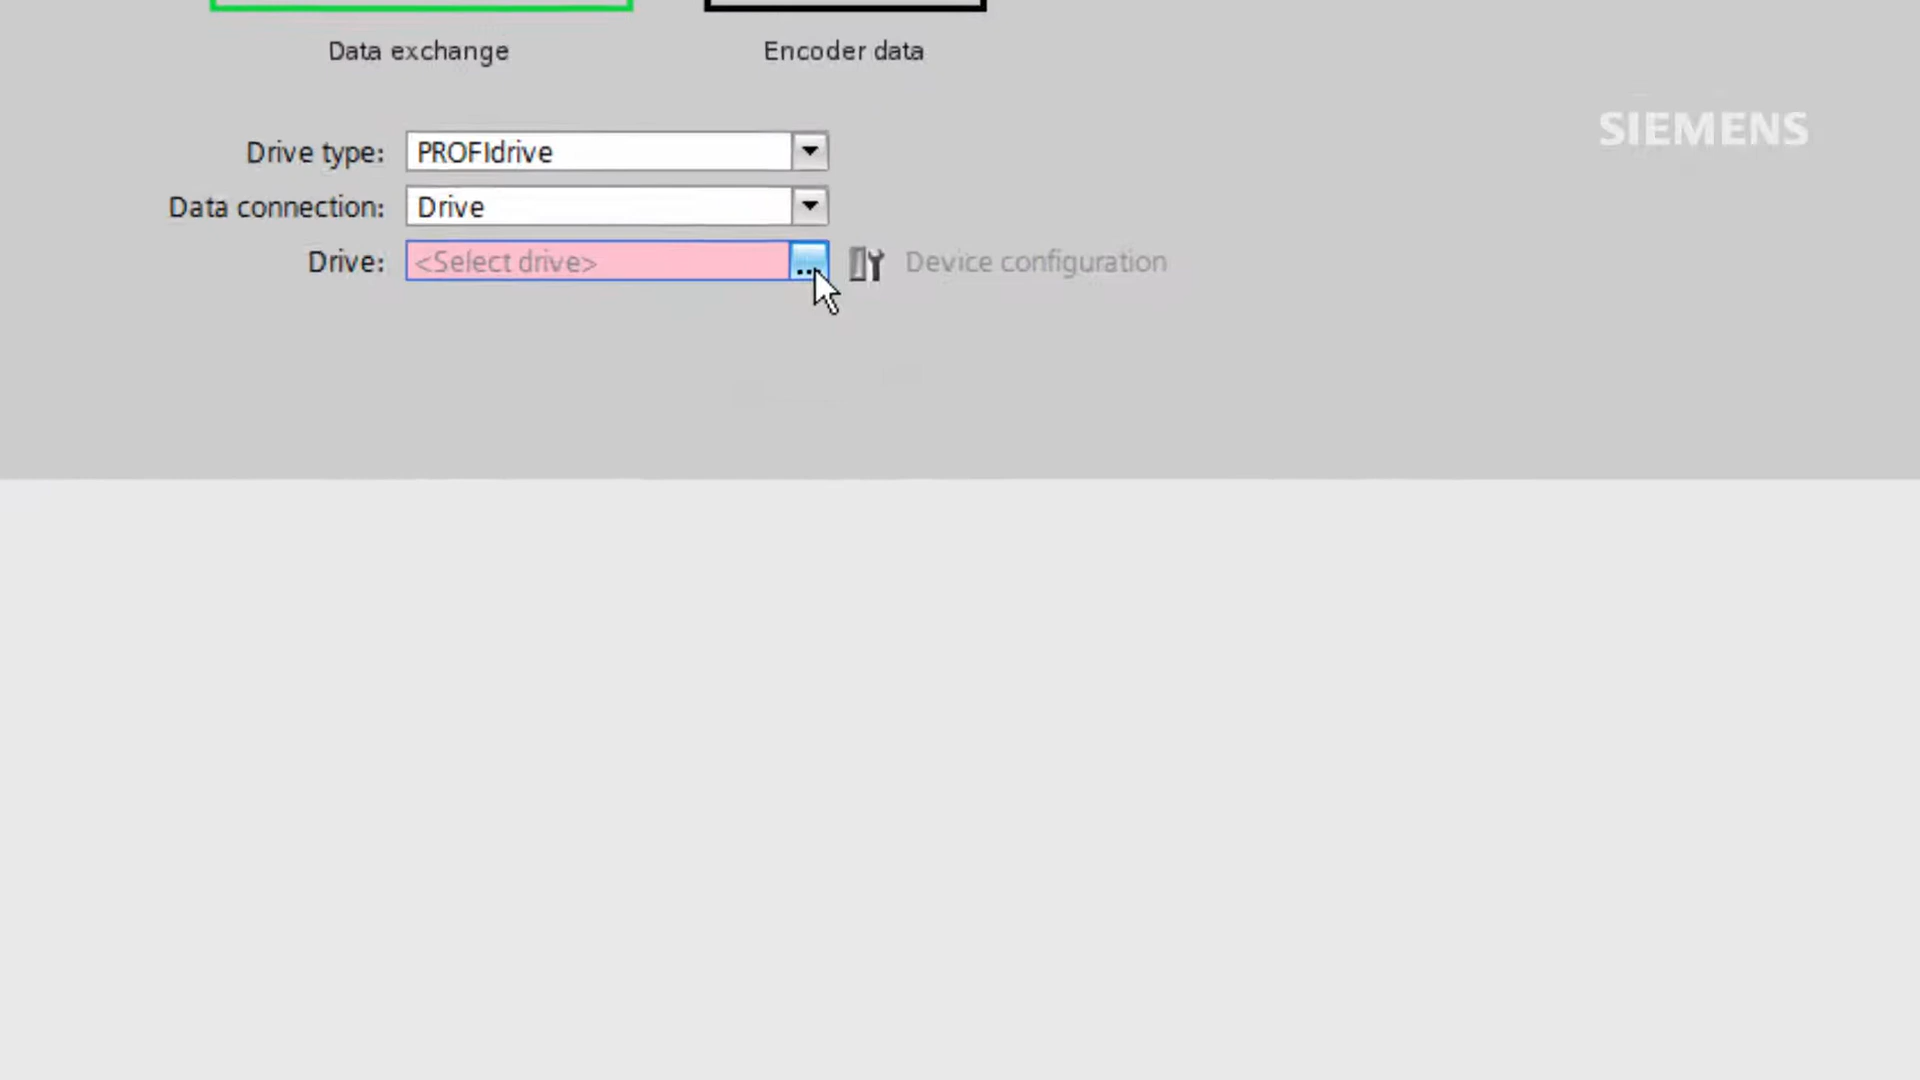 Data exchange
Encoder data
SIEMENS
Drive type: PROFIdrive
Data connection: Drive
Drive: <Select drive> ... Device configuration